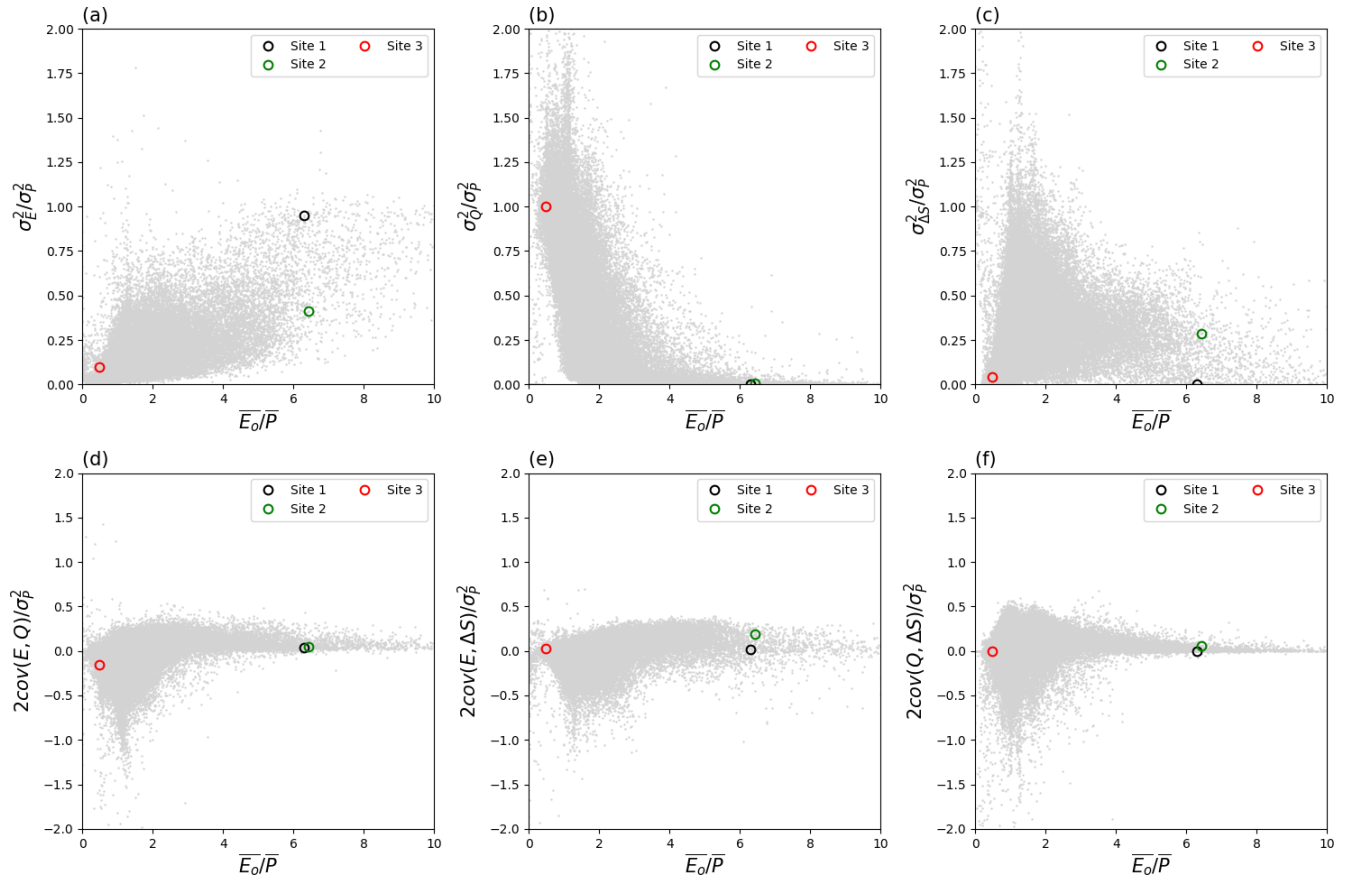 (a)
2.00
1.75
1.50
1.25
1.00
0.75
0.50
0.25
0.00
σ²_E/σ²_P
Site 1 Site 3
Site 2
0 2 4 6 8 10
E̅ₒ/P̅
(b)
2.00
1.75
1.50
1.25
1.00
0.75
0.50
0.25
0.00
σ²_Q/σ²_P
Site 1 Site 3
Site 2
0 2 4 6 8 10
E̅ₒ/P̅
(c)
2.00
1.75
1.50
1.25
1.00
0.75
0.50
0.25
0.00
σ²_ΔS/σ²_P
Site 1 Site 3
Site 2
0 2 4 6 8 10
E̅ₒ/P̅
(d)
2.0
1.5
1.0
0.5
0.0
−0.5
−1.0
−1.5
−2.0
2cov(E, Q)/σ²_P
Site 1 Site 3
Site 2
0 2 4 6 8 10
E̅ₒ/P̅
(e)
2.0
1.5
1.0
0.5
0.0
−0.5
−1.0
−1.5
−2.0
2cov(E, ΔS)/σ²_P
Site 1 Site 3
Site 2
0 2 4 6 8 10
E̅ₒ/P̅
(f)
2.0
1.5
1.0
0.5
0.0
−0.5
−1.0
−1.5
−2.0
2cov(Q, ΔS)/σ²_P
Site 1 Site 3
Site 2
0 2 4 6 8 10
E̅ₒ/P̅